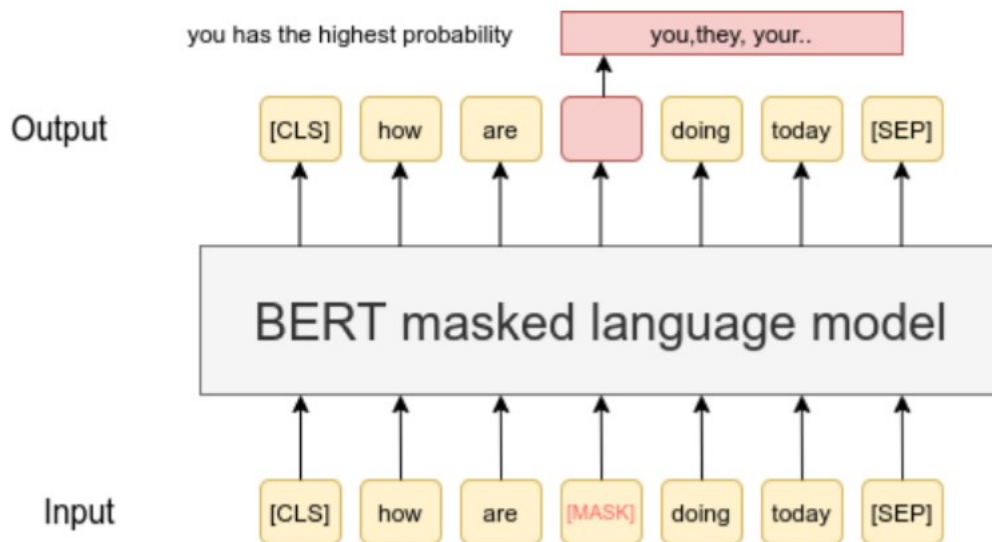 you has the highest probability
you,they, your..
Output
[CLS] how are doing today [SEP]
BERT masked language model
Input
[CLS] how are [MASK] doing today [SEP]